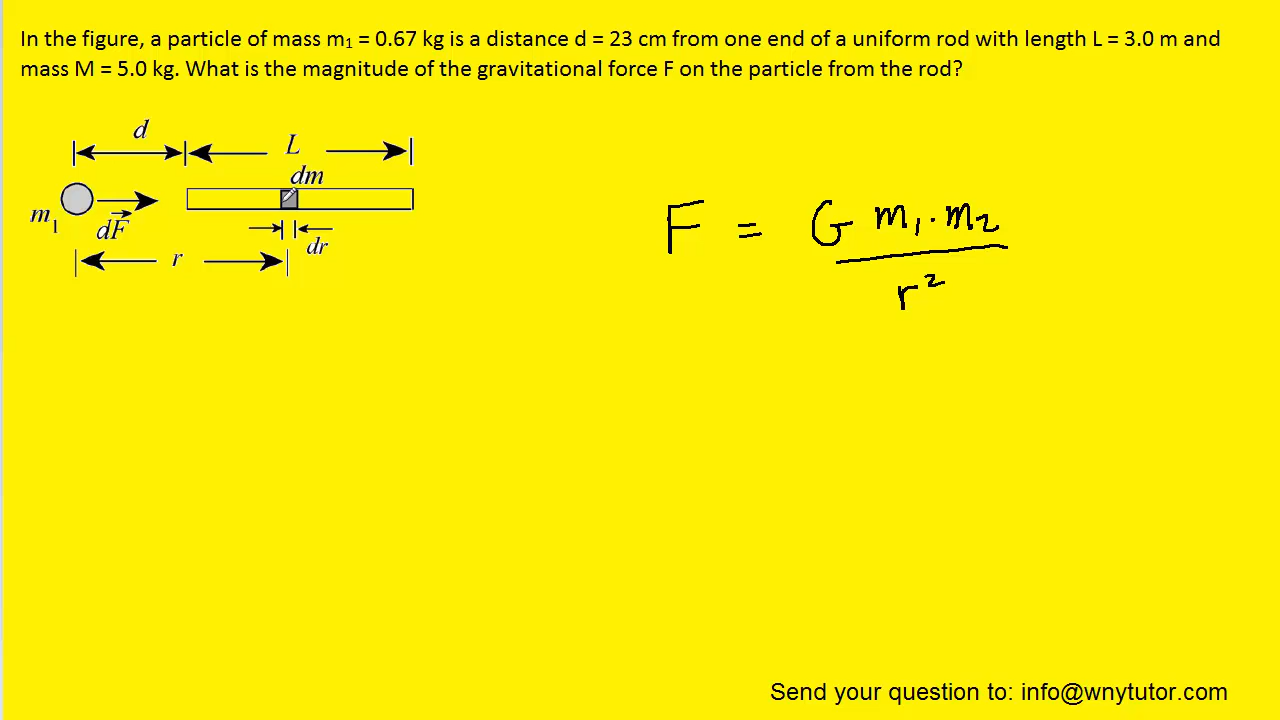 In the figure, a particle of mass m₁ = 0.67 kg is a distance d = 23 cm from one end of a uniform rod with length L = 3.0 m and
mass M = 5.0 kg. What is the magnitude of the gravitational force F on the particle from the rod?
d
L
dm
m₁
dF⃗
dr
r
F = G m₁ · m₂
r²
Send your question to: info@wnytutor.com